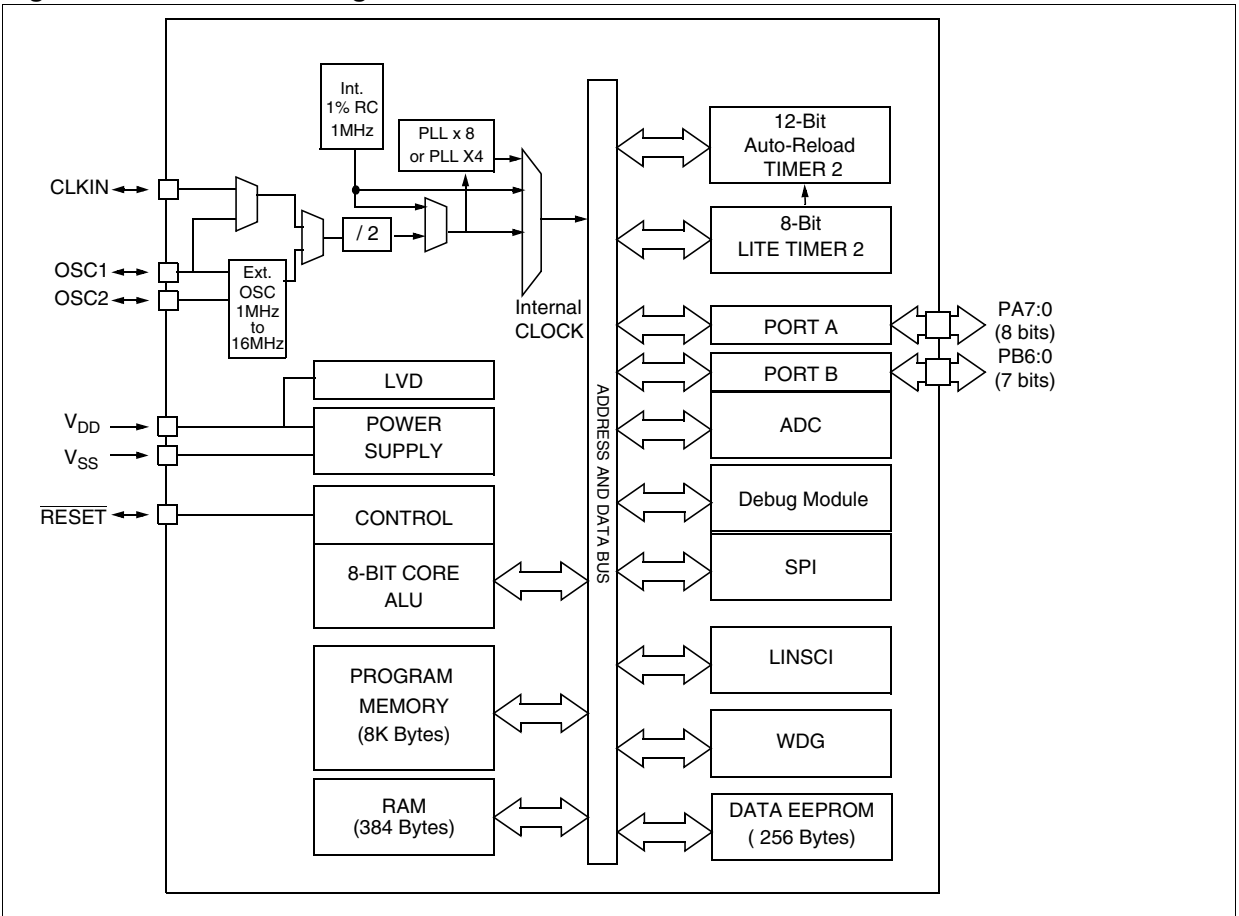 Int.
1% RC
1MHz
PLL x 8
or PLL X4
12-Bit
Auto-Reload
TIMER 2
CLKIN
/ 2
8-Bit
LITE TIMER 2
OSC1
OSC2
Ext.
OSC
1MHz
to
16MHz
Internal
CLOCK
PORT A
PA7:0
(8 bits)
PORT B
PB6:0
(7 bits)
LVD
ADC
VDD
VSS
POWER
SUPPLY
ADDRESS AND DATA BUS
Debug Module
RESET
CONTROL
8-BIT CORE
ALU
SPI
LINSCI
PROGRAM
MEMORY
(8K Bytes)
WDG
RAM
(384 Bytes)
DATA EEPROM
( 256 Bytes)